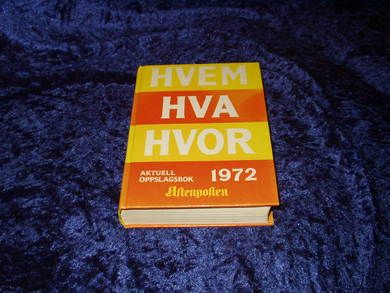 HVEM
HVA
HVOR
AKTUELL
OPPSLAGSBOK 1972
Aftenposten